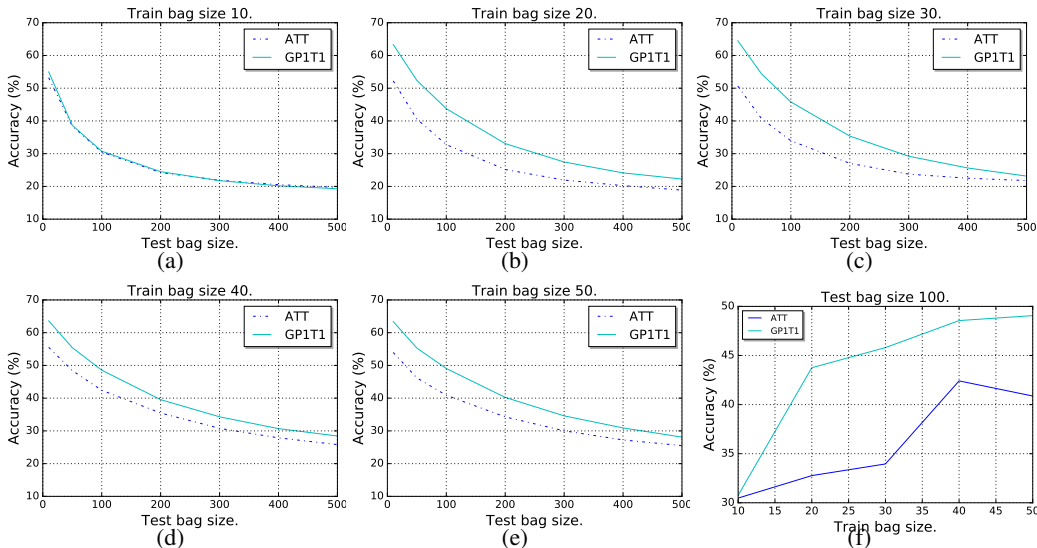 Train bag size 10.
70
60
50
40
30
20
10
Accuracy (%)
ATT
GP1T1
0 100 200 300 400 500
Test bag size.
(a)
Train bag size 20.
70
60
50
40
30
20
10
Accuracy (%)
ATT
GP1T1
0 100 200 300 400 500
Test bag size.
(b)
Train bag size 30.
70
60
50
40
30
20
10
Accuracy (%)
ATT
GP1T1
0 100 200 300 400 500
Test bag size.
(c)
Train bag size 40.
70
60
50
40
30
20
10
Accuracy (%)
ATT
GP1T1
0 100 200 300 400 500
Test bag size.
(d)
Train bag size 50.
70
60
50
40
30
20
10
Accuracy (%)
ATT
GP1T1
0 100 200 300 400 500
Test bag size.
(e)
Test bag size 100.
50
45
40
35
30
Accuracy (%)
ATT
GP1T1
10 15 20 25 30 35 40 45 50
Train bag size.
(f)